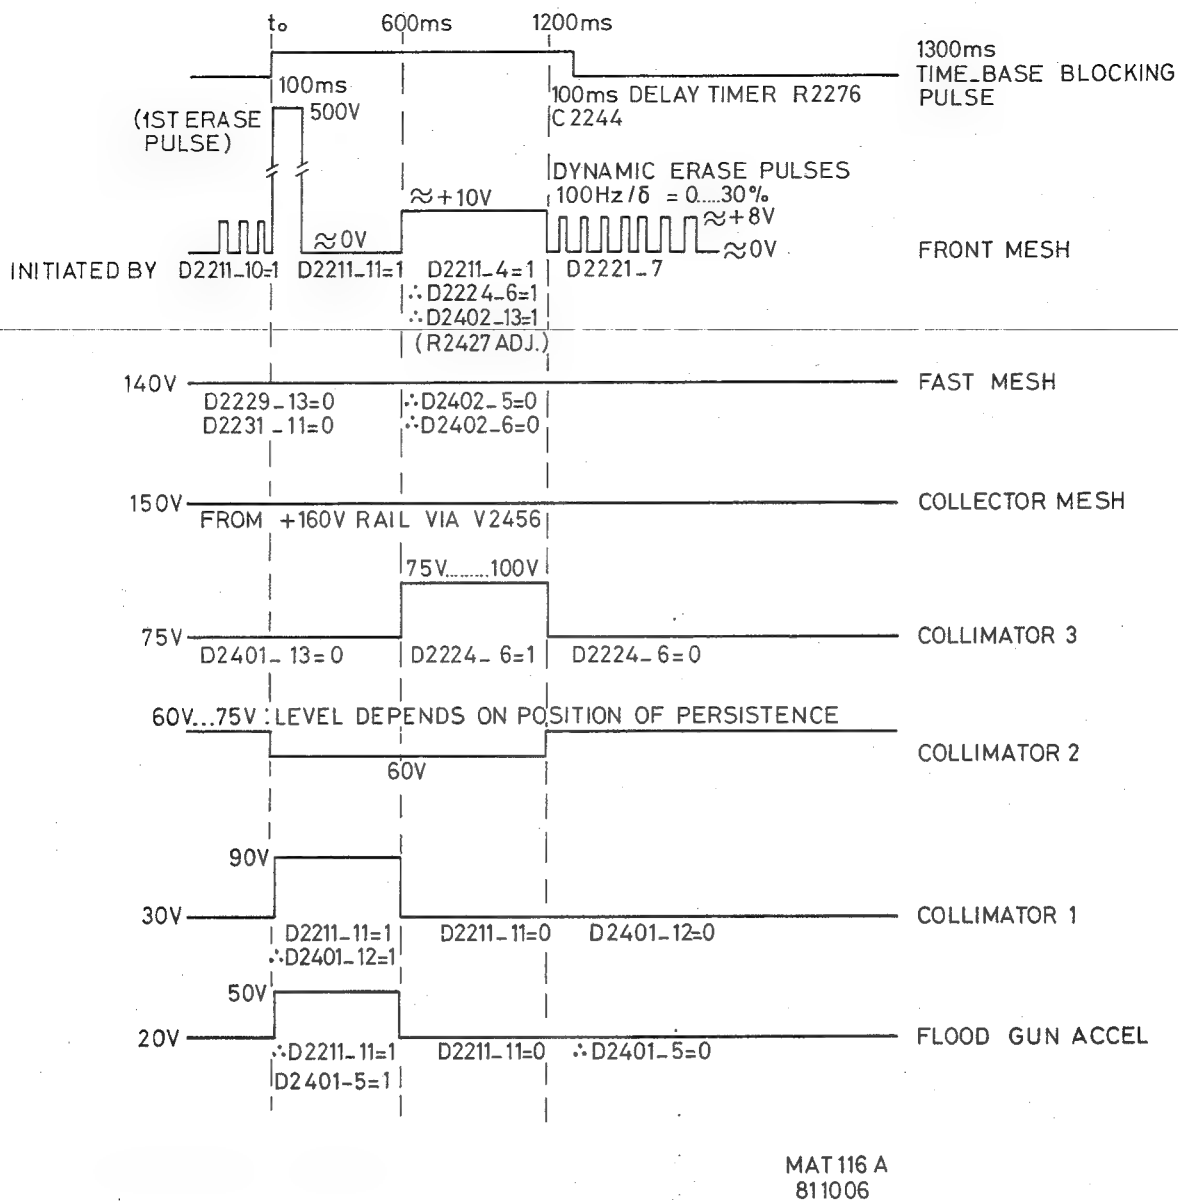 t₀ 600ms 1200ms
1300ms
TIME_BASE BLOCKING
PULSE
100ms
100ms DELAY TIMER R2276
C2244
(1ST ERASE
PULSE)
500V
DYNAMIC ERASE PULSES
100Hz/δ = 0....30%
≈+10V
≈+8V
≈0V
≈0V
FRONT MESH
INITIATED BY D2211_10=1 D2211_11=1 D2211_4=1 D2221_7
∴D2224_6=1
∴D2402_13=1
(R2427 ADJ.)
140V
FAST MESH
D2229_13=0 ∴D2402_5=0
D2231_11=0 ∴D2402_6=0
150V
COLLECTOR MESH
FROM +160V RAIL VIA V2456
75V.........100V
75V
COLLIMATOR 3
D2401_13=0 D2224_6=1 D2224_6=0
60V...75V : LEVEL DEPENDS ON POSITION OF PERSISTENCE
COLLIMATOR 2
60V
90V
30V
COLLIMATOR 1
D2211_11=1 D2211_11=0 D2401_12=0
∴D2401_12=1
50V
20V
FLOOD GUN ACCEL
∴D2211_11=1 D2211_11=0 ∴D2401_5=0
D2401-5=1
MAT 116 A
811006